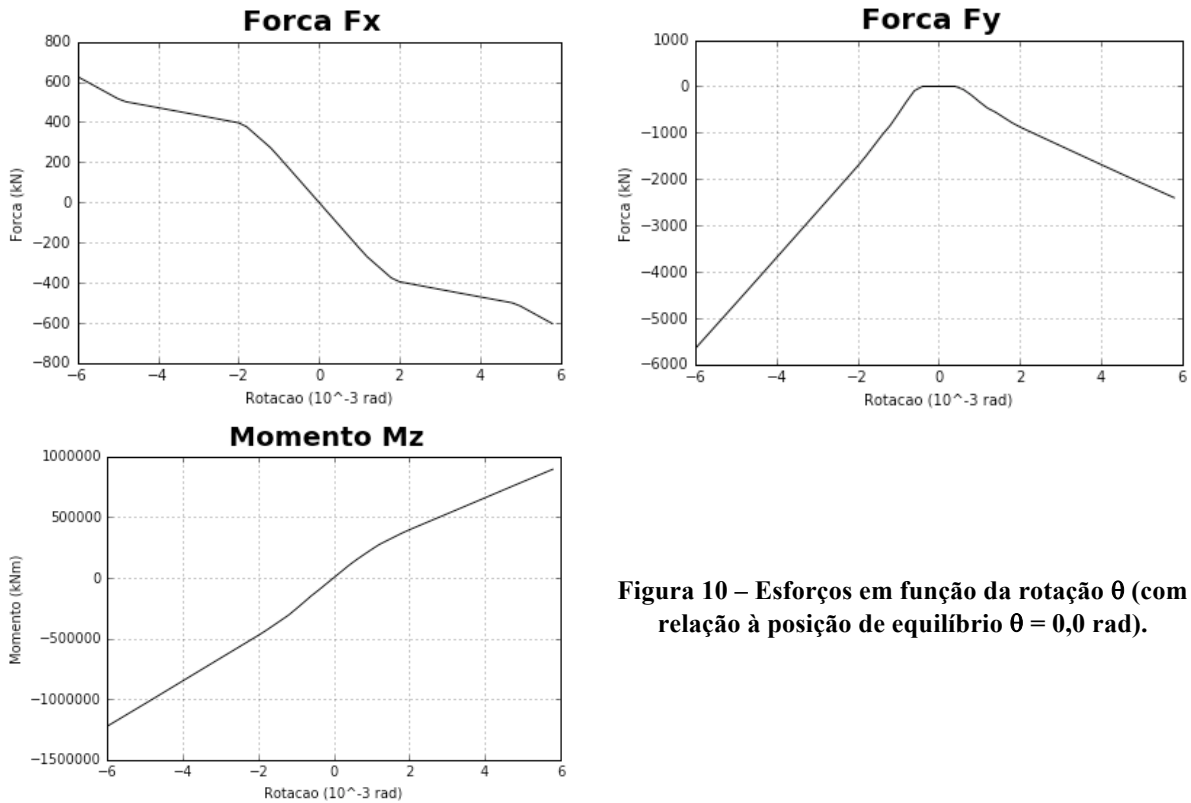 Forca Fx
800
600
400
200
0
−200
−400
−600
−800
Forca (kN)
−6 −4 −2 0 2 4 6
Rotacao (10^-3 rad)
Forca Fy
1000
0
−1000
−2000
−3000
−4000
−5000
−6000
Forca (kN)
−6 −4 −2 0 2 4 6
Rotacao (10^-3 rad)
Momento Mz
1000000
500000
0
−500000
−1000000
−1500000
Momento (kNm)
−6 −4 −2 0 2 4 6
Rotacao (10^-3 rad)
Figura 10 – Esforços em função da rotação θ (com
relação à posição de equilíbrio θ = 0,0 rad).